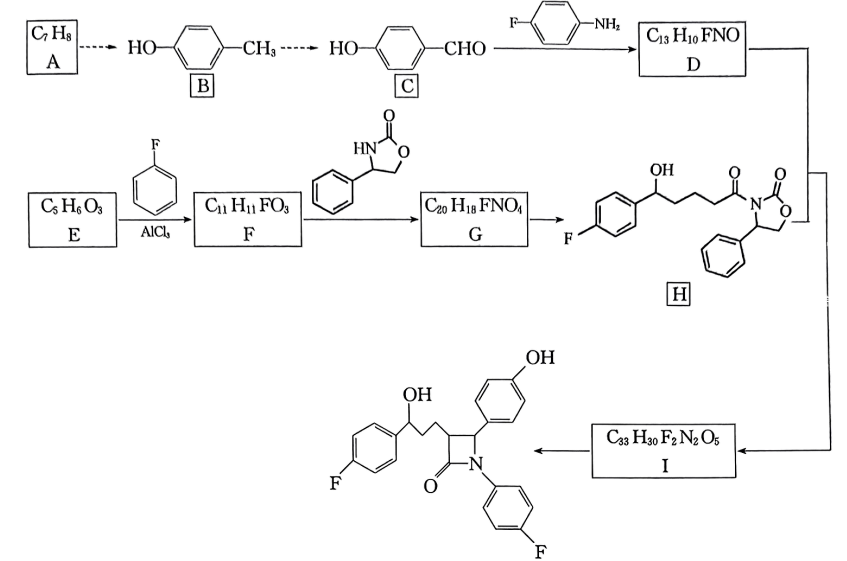 C₇H₈
A
HO
CH₃
B
HO
CHO
C
F
NH₂
C₁₃H₁₀FNO
D
C₅H₆O₃
E
F
AlCl₃
C₁₁H₁₁FO₃
F
O
HN
O
C₂₀H₁₈FNO₄
G
OH
O
O
N
O
F
H
C₃₃H₃₀F₂N₂O₅
I
OH
OH
F
O
N
F